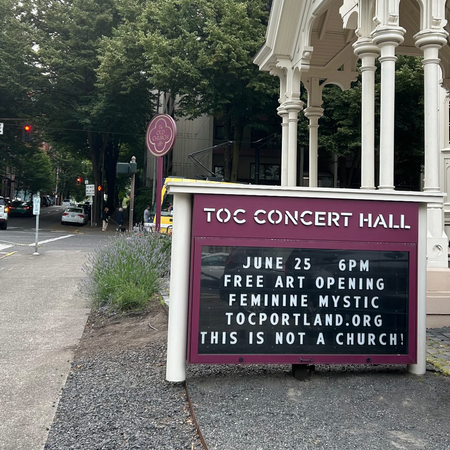 TOC CONCERT HALL
JUNE 25 6PM
FREE ART OPENING
FEMININE MYSTIC
TOCPORTLAND.ORG
THIS IS NOT A CHURCH!